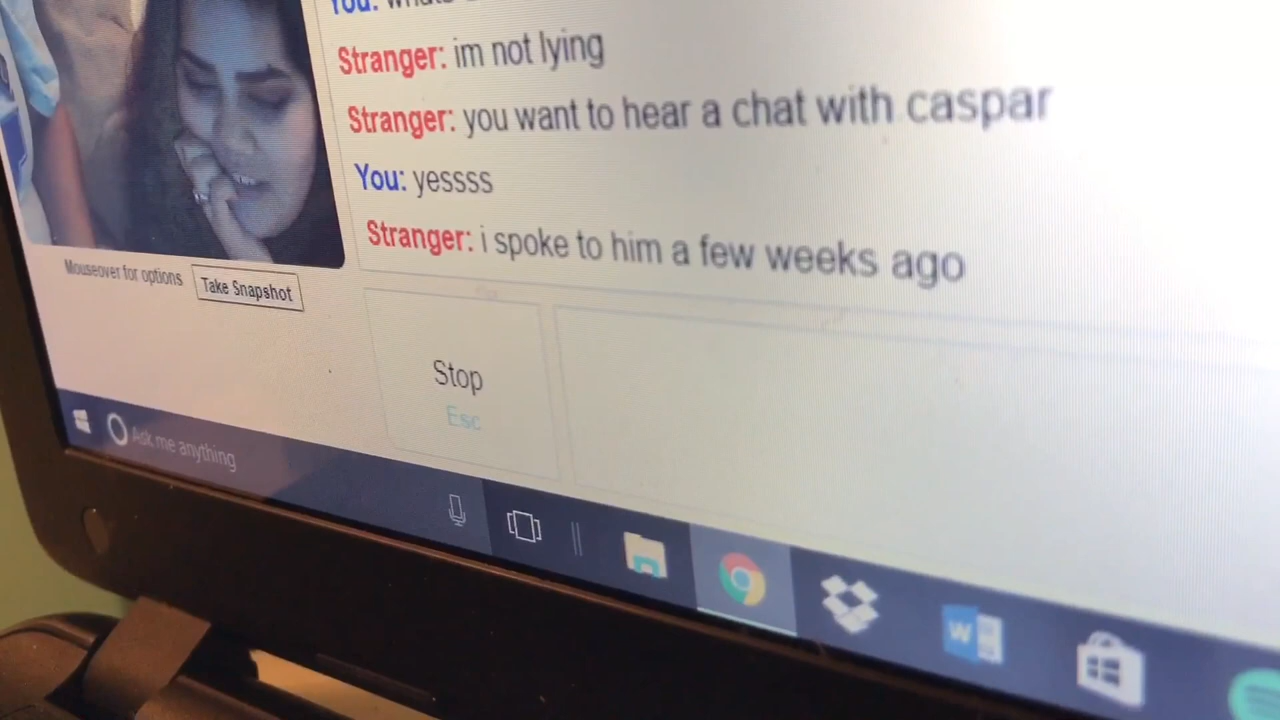 You:
Stranger: im not lying
Stranger: you want to hear a chat with caspar
You: yessss
Stranger: i spoke to him a few weeks ago
Mouseover for options
Take Snapshot
Stop
Esc
Ask me anything
W